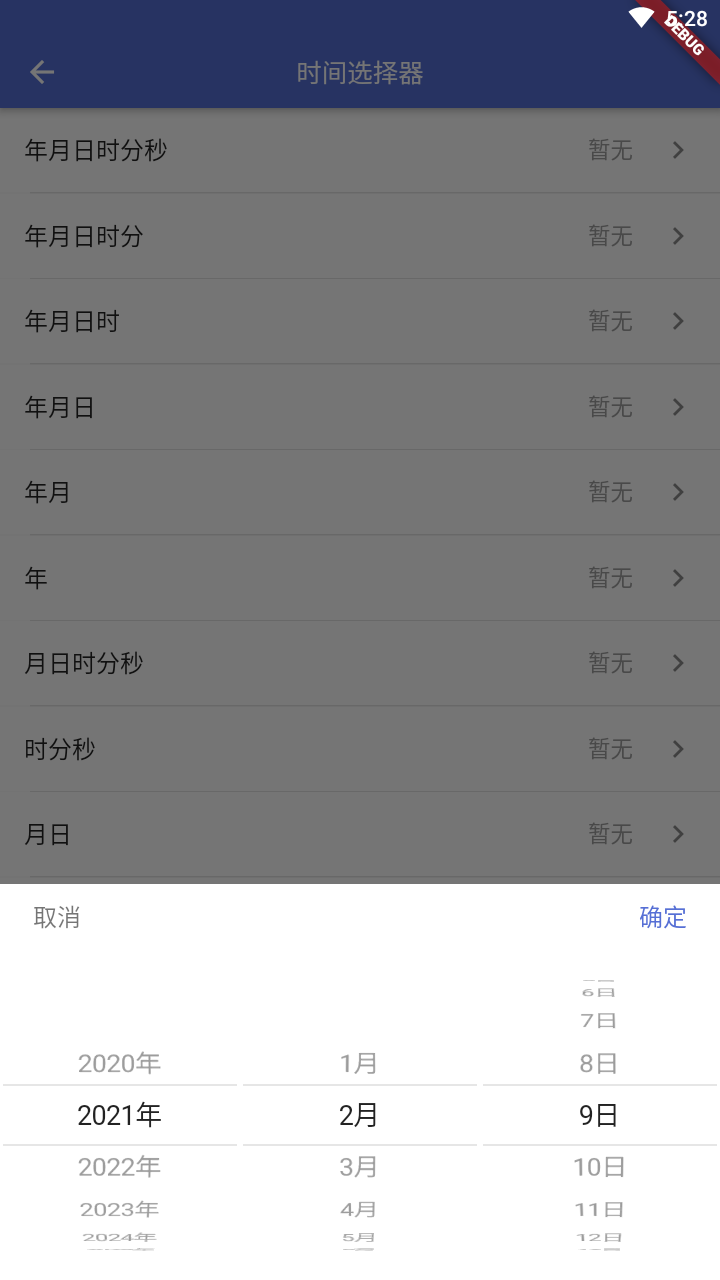 5:28
DEBUG
时间选择器
年月日时分秒 暂无
年月日时分 暂无
年月日时 暂无
年月日 暂无
年月 暂无
年 暂无
月日时分秒 暂无
时分秒 暂无
月日 暂无
取消 确定
6日
7日
2020年 1月 8日
2021年 2月 9日
2022年 3月 10日
2023年 4月 11日
2024年 5月 12日